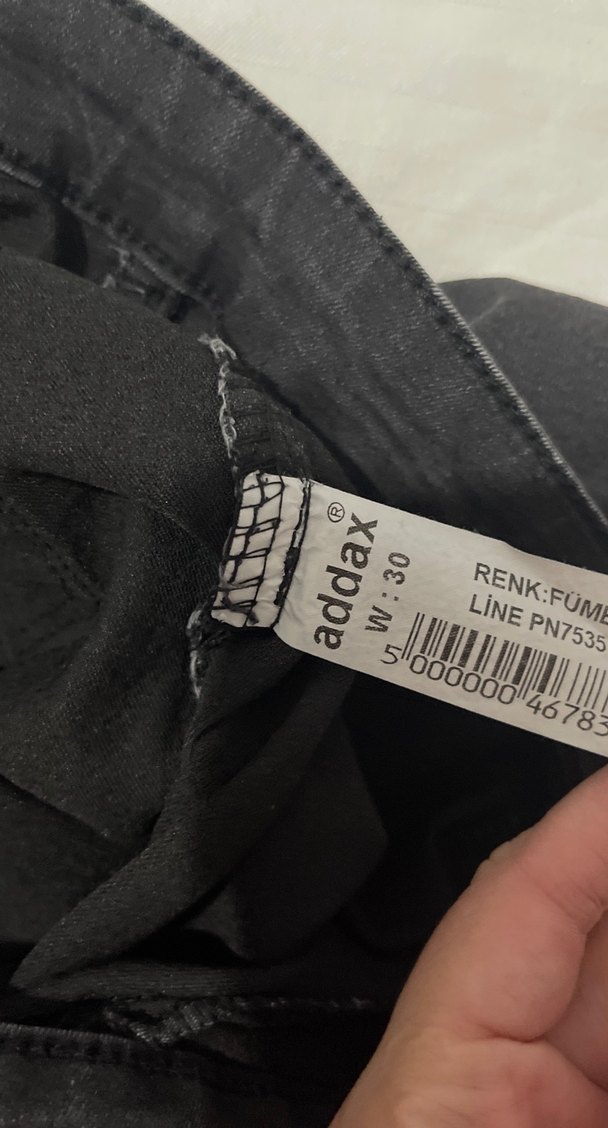 addax®
W : 30
RENK:FÜME
LİNE PN7535
5 000000 46783